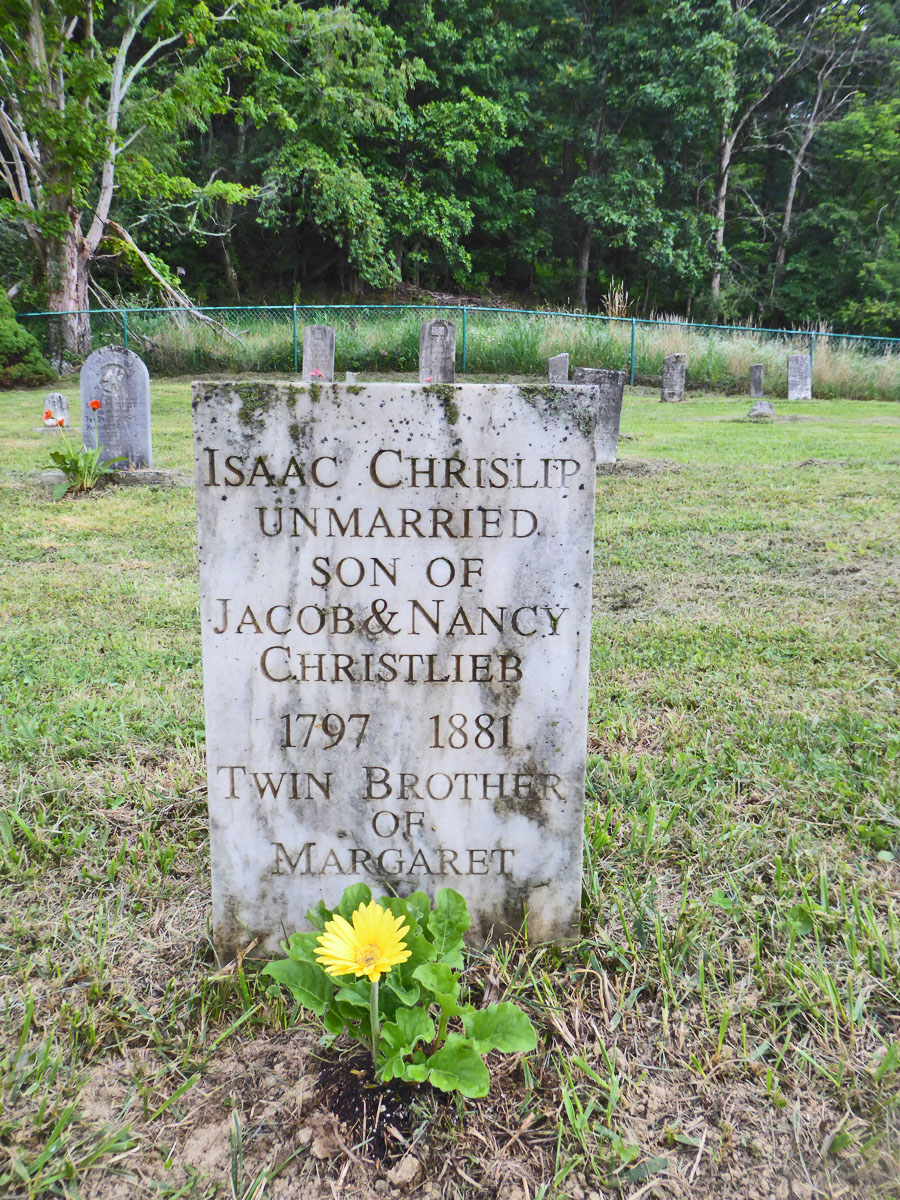 ISAAC CHRISLIP
UNMARRIED
SON OF
JACOB & NANCY
CHRISTLIEB
1797 1881
TWIN BROTHER
OF
MARGARET